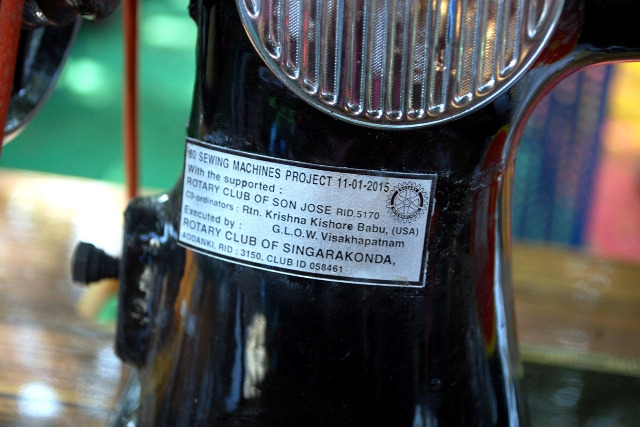 SEWING MACHINES PROJECT 11-01-2015
With the supported :
ROTARY CLUB OF SON JOSE RID.5170
Co-ordinators : Rtn. Krishna Kishore Babu, (USA)
G.L.O.W. Visakhapatnam
Executed by :
ROTARY CLUB OF SINGARAKONDA,
ADDANKI, RID : 3150, CLUB ID 058461